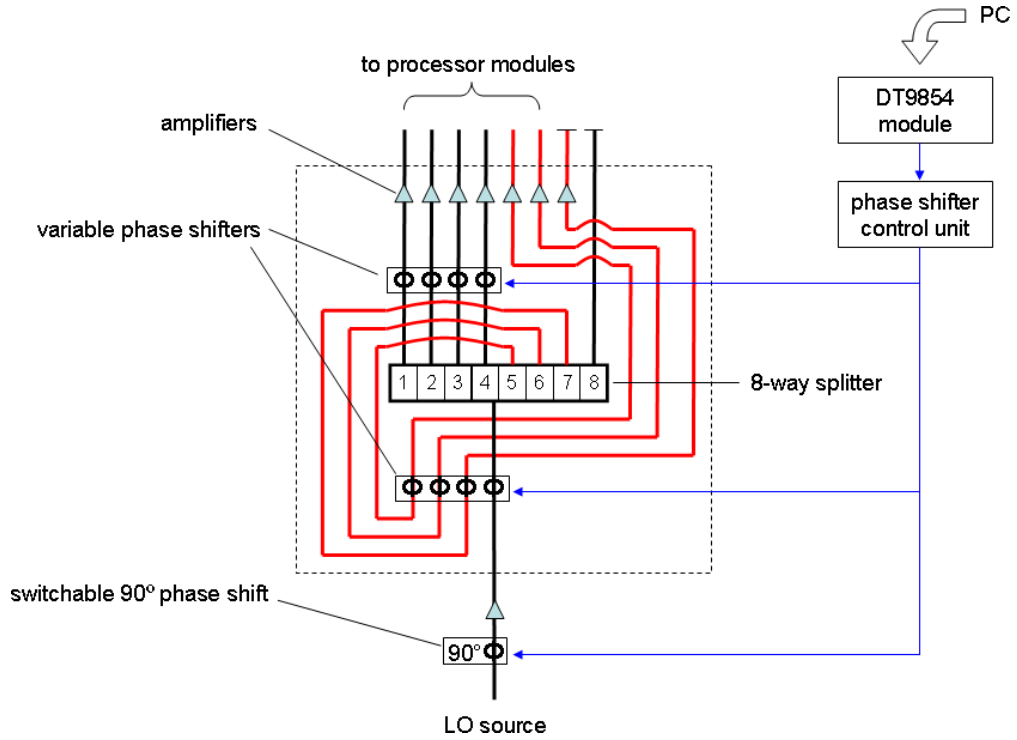 PC
to processor modules
DT9854
module
amplifiers
phase shifter
control unit
variable phase shifters
1 2 3 4 5 6 7 8
8-way splitter
switchable 90º phase shift
90°
LO source